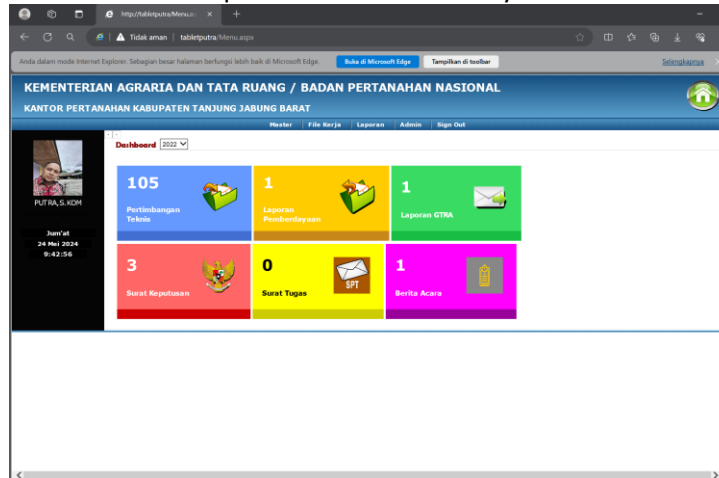 http://tabletputra/Menu.as
Tidak aman | tabletputra/Menu.aspx
Anda dalam mode Internet Explorer. Sebagian besar halaman berfungsi lebih baik di Microsoft Edge. Buka di Microsoft Edge Tampilkan di toolbar Selengkapnya
KEMENTERIAN AGRARIA DAN TATA RUANG / BADAN PERTANAHAN NASIONAL
KANTOR PERTANAHAN KABUPATEN TANJUNG JABUNG BARAT
Master File Kerja Laporan Admin Sign Out
Dashboard 2022
PUTRA, S.KOM
Jum'at
24 Mei 2024
9:42:56
105
Pertimbangan
Teknis
1
Laporan
Pemberdayaan
1
Laporan GTRA
3
Surat Keputusan
0
Surat Tugas
SPT
1
Berita Acara